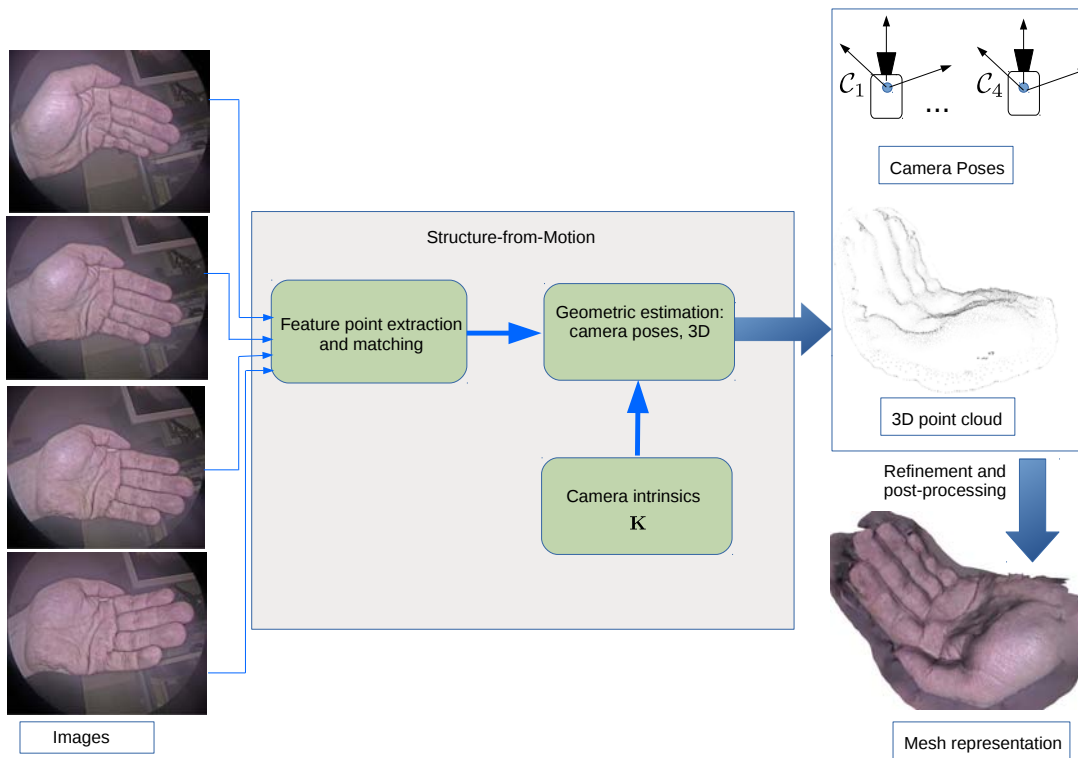 Images
Structure-from-Motion
Feature point extraction
and matching
Geometric estimation:
camera poses, 3D
Camera intrinsics
K
C1
...
C4
Camera Poses
3D point cloud
Refinement and
post-processing
Mesh representation